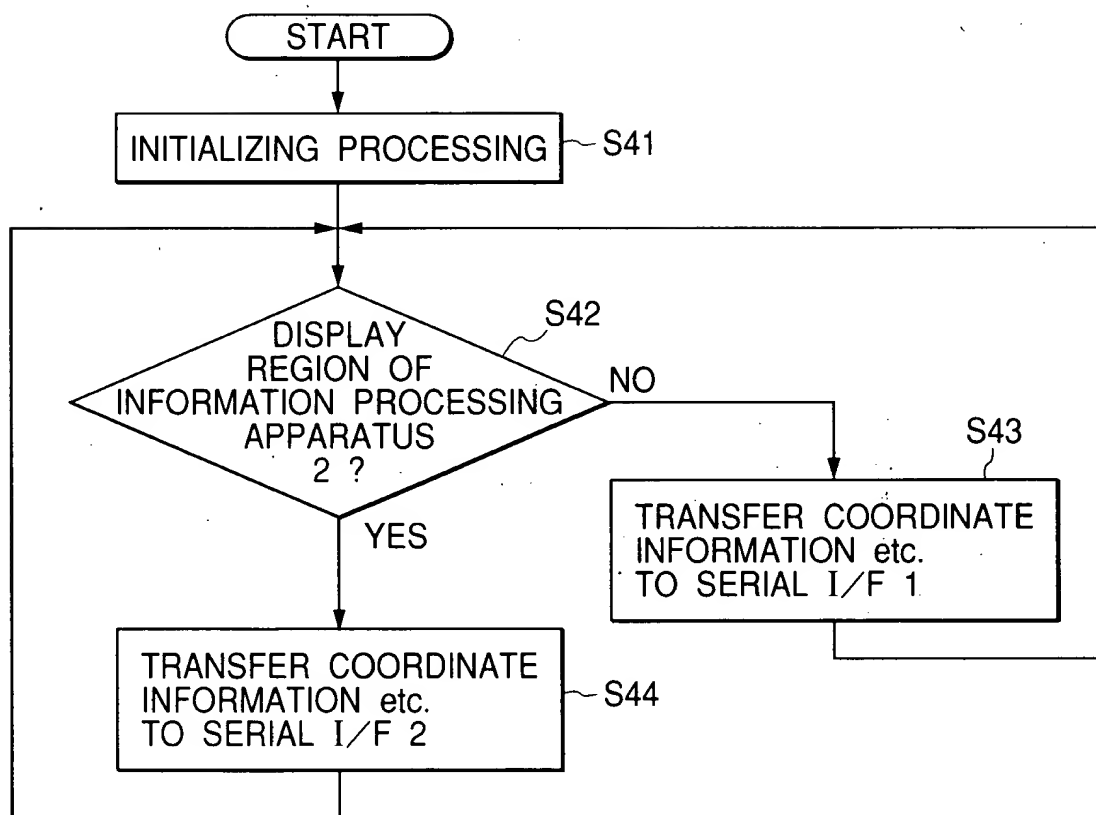 START
INITIALIZING PROCESSING
S41
S42
DISPLAY
REGION OF
INFORMATION PROCESSING
APPARATUS
2 ?
NO
YES
S43
TRANSFER COORDINATE
INFORMATION etc.
TO SERIAL I/F 1
TRANSFER COORDINATE
INFORMATION etc.
TO SERIAL I/F 2
S44